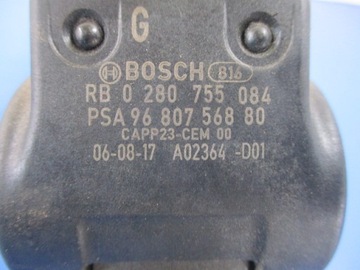 G
BOSCH 816
RB 0 280 755 084
PSA 96 807 568 80
CAPP23-CEM 00
06-08-17 A02364 -D01